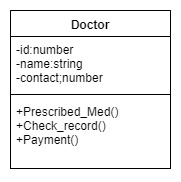 Doctor
-id:number
-name:string
-contact;number
+Prescribed_Med()
+Check_record()
+Payment()